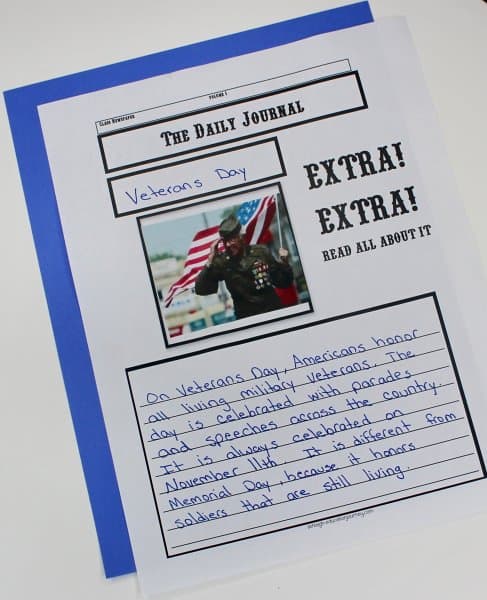 Class Newspaper
Volume 1
The Daily Journal
Veterans Day
EXTRA!
EXTRA!
READ ALL ABOUT IT
On Veterans Day, Americans honor
all living military veterans. The
day is celebrated with parades
and speeches across the country.
It is always celebrated on
November 11th. It is different from
Memorial Day, because it honors
soldiers that are still living.